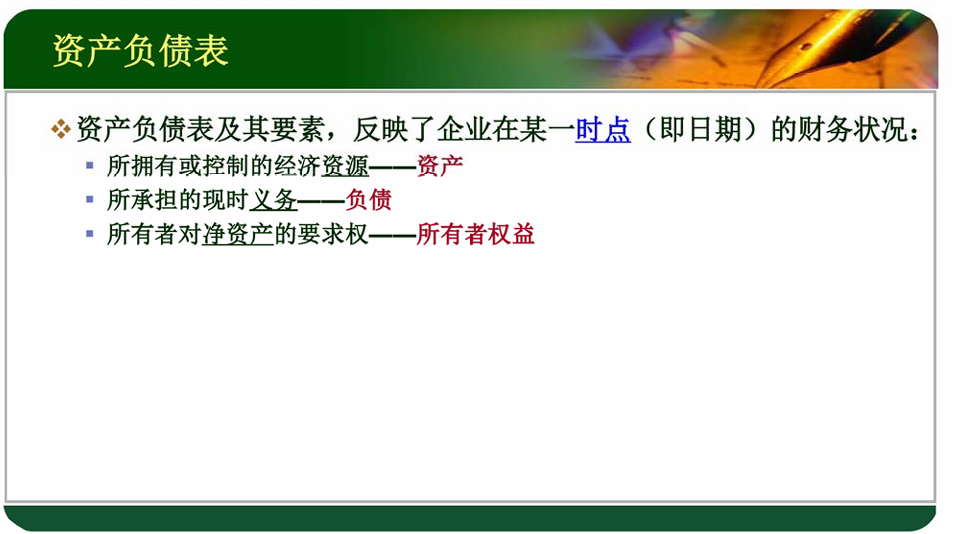 资产负债表
资产负债表及其要素，反映了企业在某一时点（即日期）的财务状况：
所拥有或控制的经济资源——资产
所承担的现时义务——负债
所有者对净资产的要求权——所有者权益